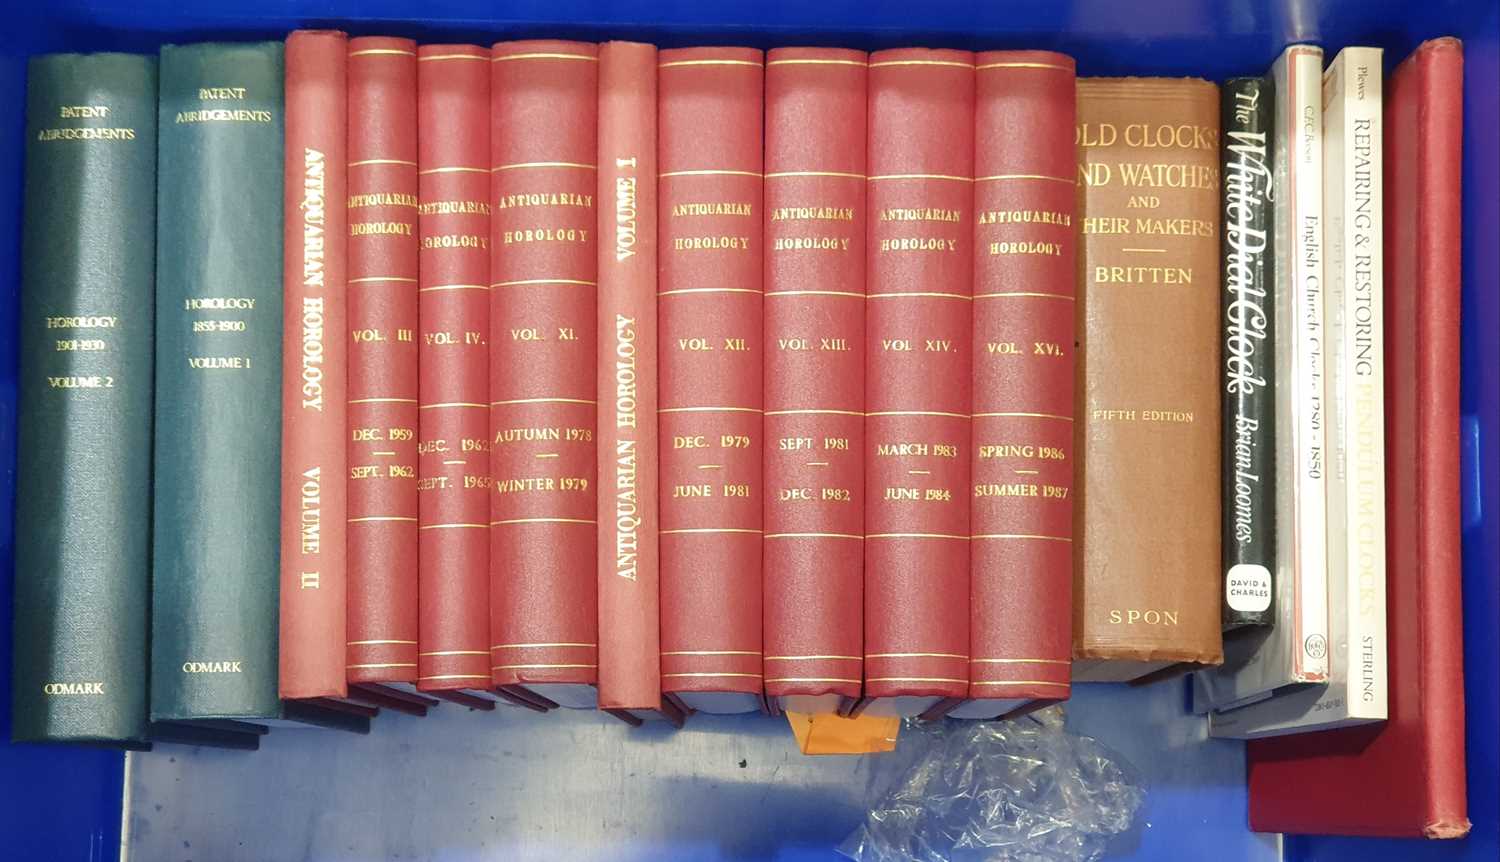 PATENT
ABRIDGEMENTS
HOROLOGY
1901-1930
VOLUME 2
ODMARK
PATENT
ABRIDGEMENTS
HOROLOGY
1855-1900
VOLUME 1
ODMARK
ANTIQUARIAN HOROLOGY VOLUME II
ANTIQUARIAN
HOROLOGY
VOL. III
DEC. 1959
—
SEPT. 1962
ANTIQUARIAN
HOROLOGY
VOL. IV.
DEC. 1962
—
SEPT. 1965
ANTIQUARIAN
HOROLOGY
VOL. XI.
AUTUMN 1978
—
WINTER 1979
ANTIQUARIAN HOROLOGY VOLUME I
ANTIQUARIAN
HOROLOGY
VOL. XII.
DEC. 1979
—
JUNE 1981
ANTIQUARIAN
HOROLOGY
VOL. XIII.
SEPT. 1981
—
DEC. 1982
ANTIQUARIAN
HOROLOGY
VOL XIV.
MARCH 1983
—
JUNE 1984
ANTIQUARIAN
HOROLOGY
VOL. XVI.
SPRING 1986
—
SUMMER 1987
OLD CLOCKS
AND WATCHES
AND
THEIR MAKERS
BRITTEN
FIFTH EDITION
SPON
The White Dial Clock Brian Loomes
DAVID &
CHARLES
C.F.C. Beeson English Church Clocks 1280 - 1850
Plewes REPAIRING & RESTORING PENDULUM CLOCKS STERLING